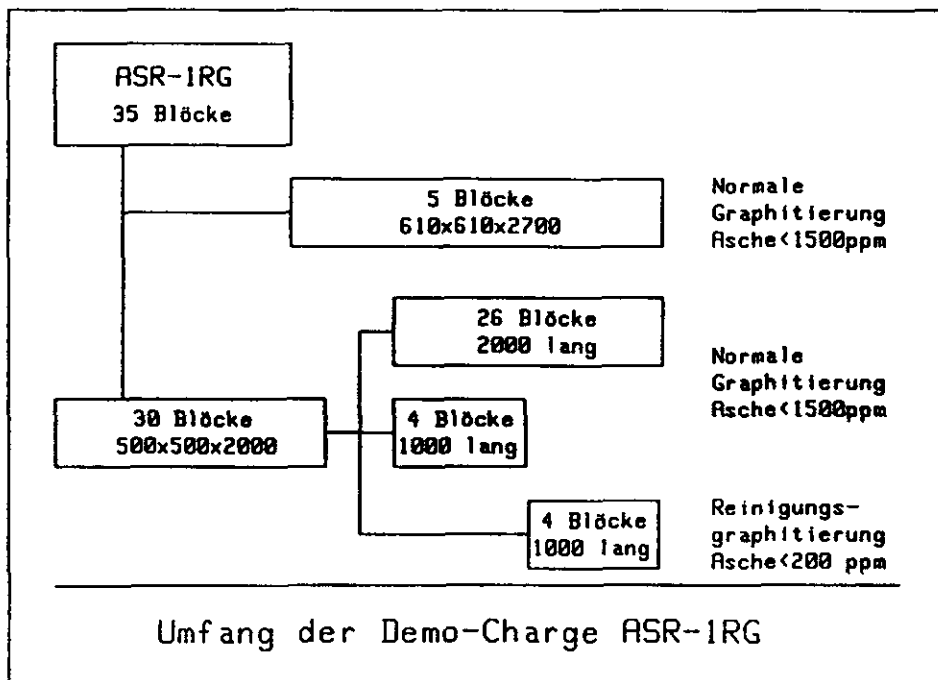 ASR-1RG
35 Blöcke
5 Blöcke
610x610x2700
Normale
Graphitierung
Asche<1500ppm
26 Blöcke
2000 lang
Normale
Graphitierung
Asche<1500ppm
30 Blöcke
500x500x2000
4 Blöcke
1000 lang
4 Blöcke
1000 lang
Reinigungs-
graphitierung
Asche<200 ppm
Umfang der Demo-Charge ASR-1RG